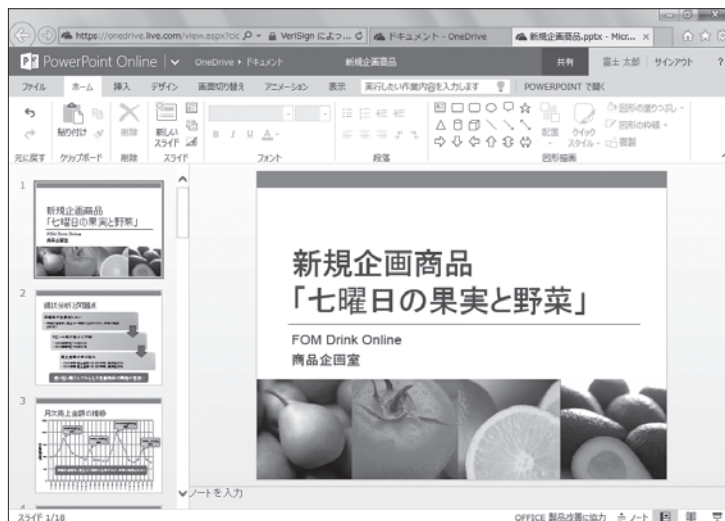 https://onedrive.live.com/view.aspx?cic
VeriSign によっ...
ドキュメント - OneDrive
新規企画商品.pptx - Micr...
PowerPoint Online
OneDrive ▸ ドキュメント
新規企画商品
共有
富士 太郎
サインアウト
?
ファイル
ホーム
挿入
デザイン
画面切り替え
アニメーション
表示
実行したい作業内容を入力します
POWERPOINT で開く
貼り付け
削除
新しい
スライド
B I U A
配置
クイック
スタイル
図形の塗りつぶし
図形の枠線
複製
元に戻す
クリップボード
削除
スライド
フォント
段落
図形描画
1
新規企画商品
「七曜日の果実と野菜」
FOM Drink Online
商品企画室
2
現状分析と問題点
3
月次売上金額の推移
新規企画商品
「七曜日の果実と野菜」
FOM Drink Online
商品企画室
ノートを入力
スライド 1/18
OFFICE 製品改善に協力
ノート